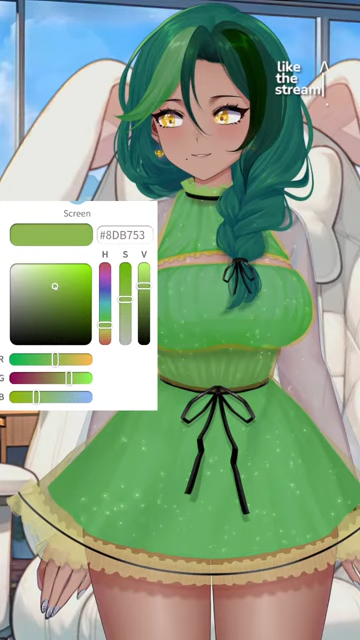 like
the
stream|
Screen
#8DB753
H S V
R
G
B